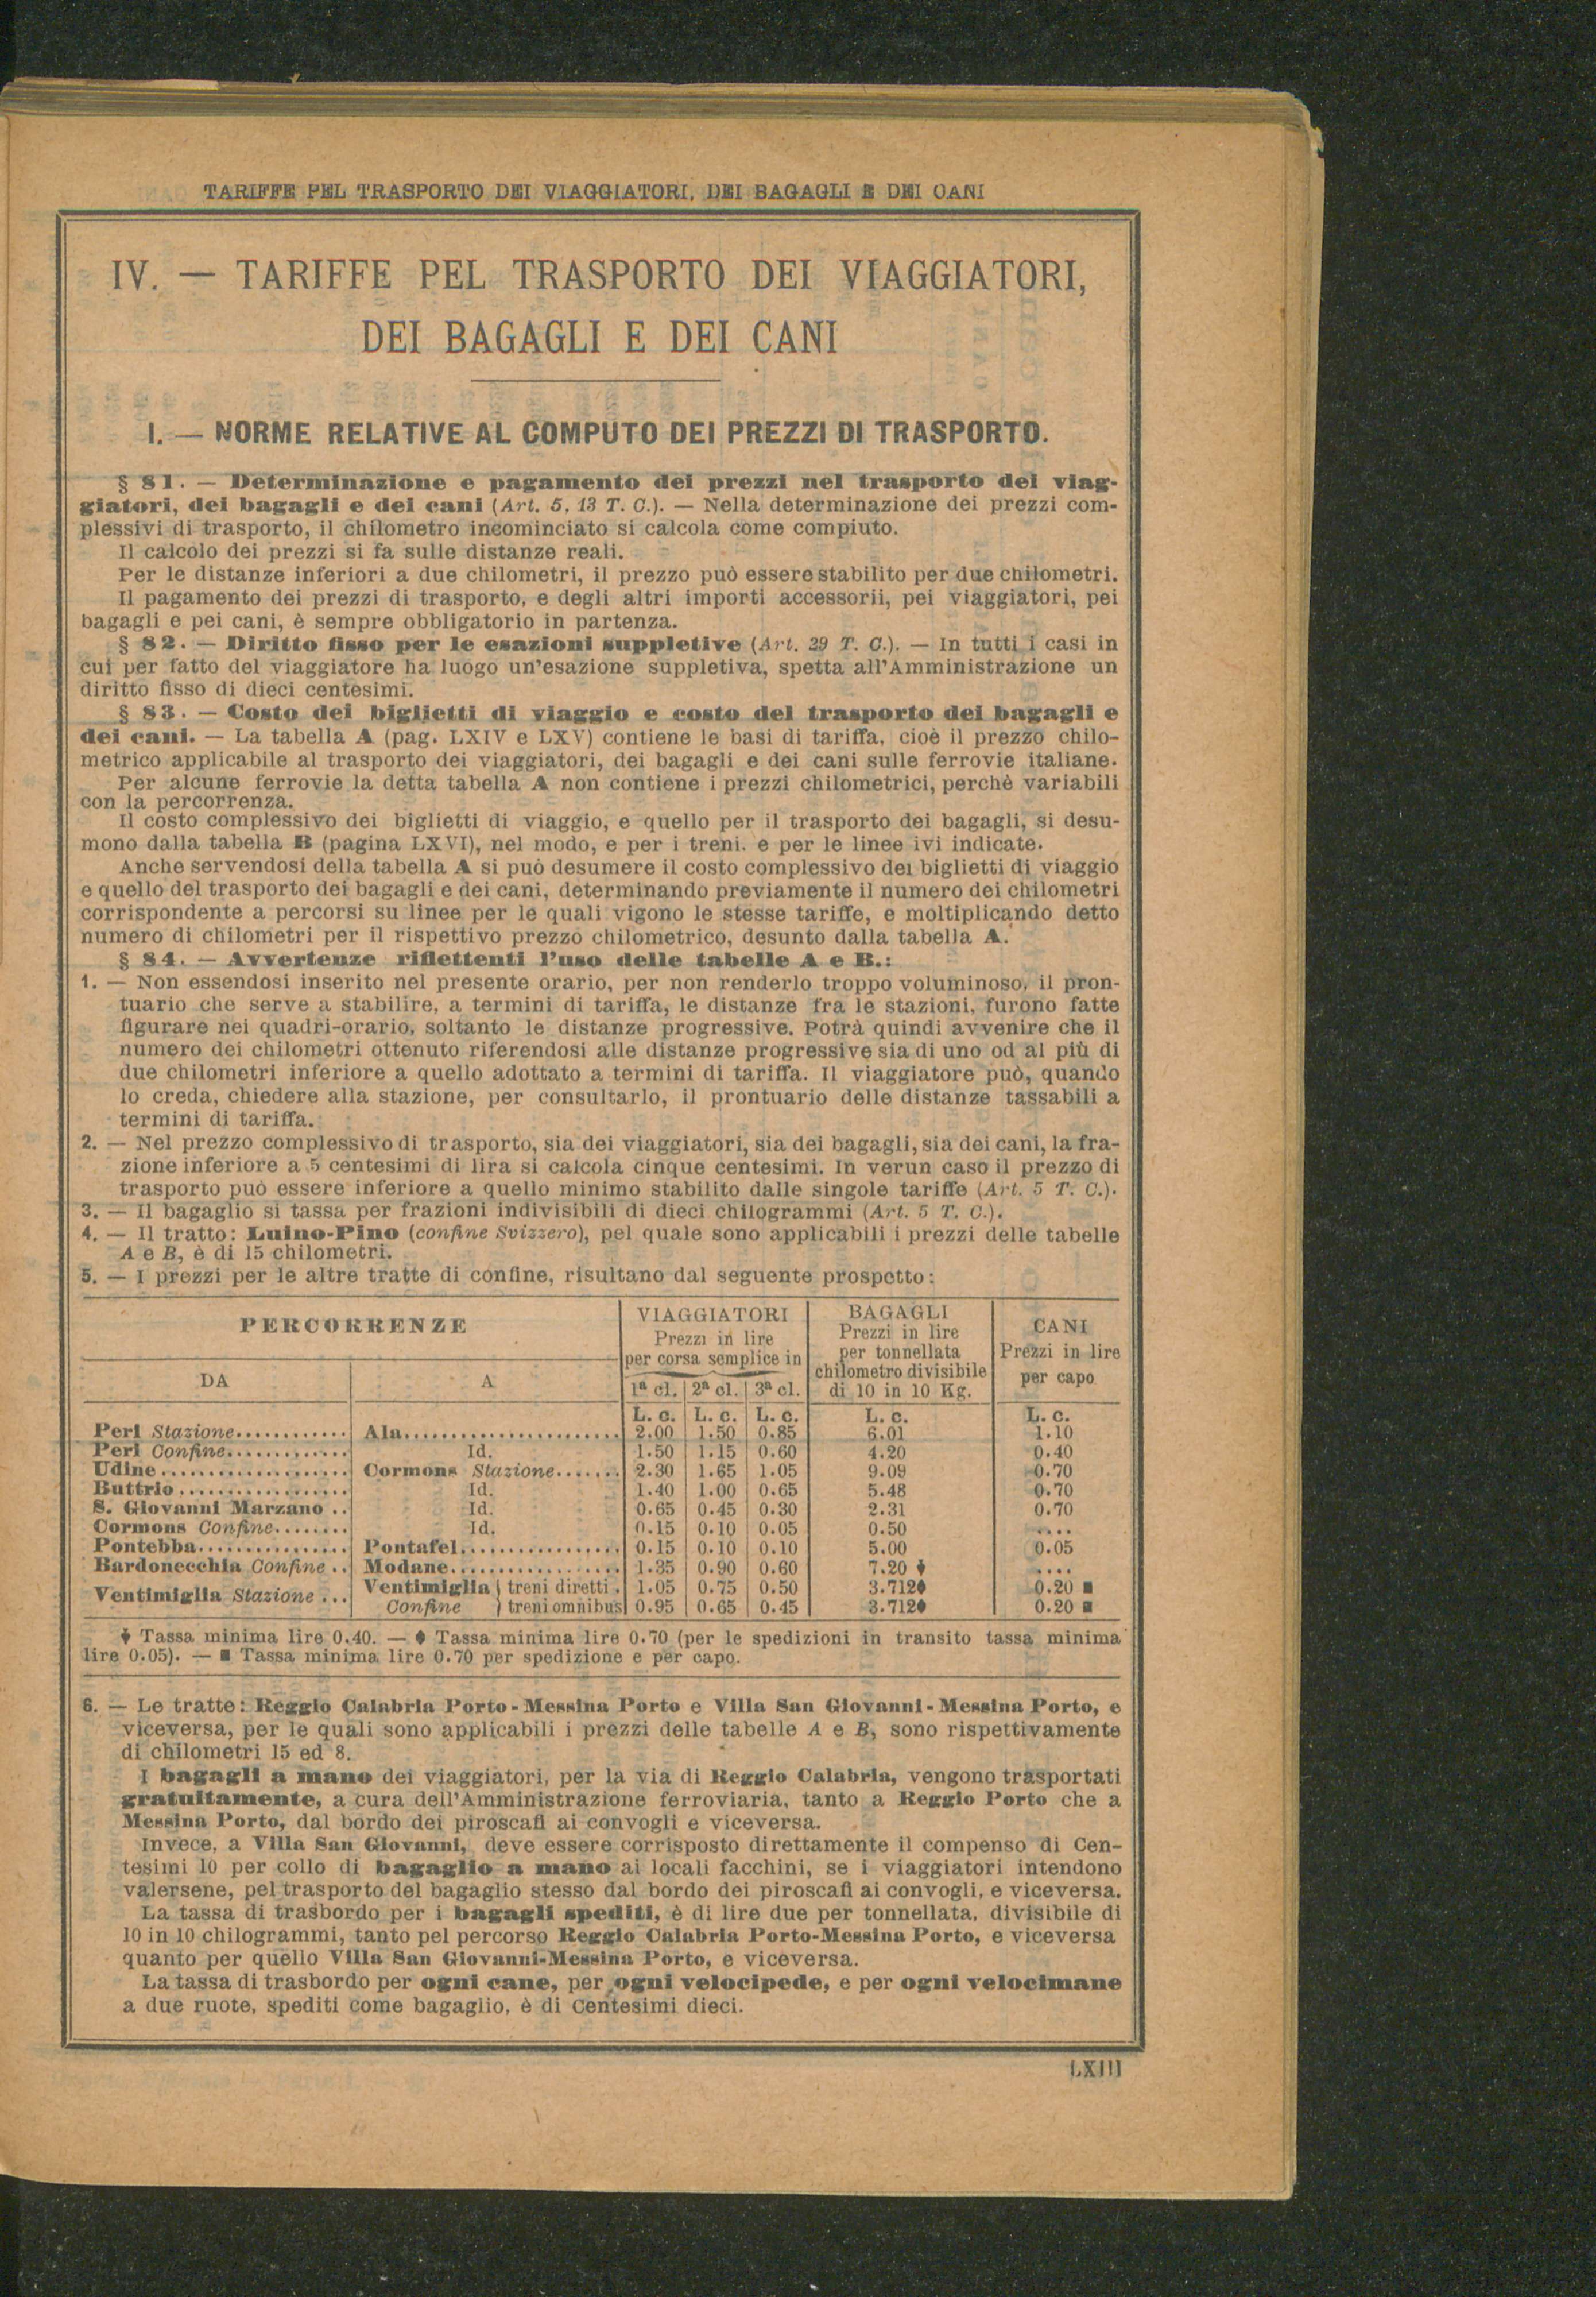 TARIFFE PEL TRASPORTO DEI VIAGGIATORI, DEI BAGAGLI E DEI CANI
IV. — TARIFFE PEL TRASPORTO DEI VIAGGIATORI,
DEI BAGAGLI E DEI CANI
I. — NORME RELATIVE AL COMPUTO DEI PREZZI DI TRASPORTO.
§ 81. — Determinazione e pagamento dei prezzi nel trasporto dei viag-
giatori, dei bagagli e dei cani (Art. 5, 13 T. C.). — Nella determinazione dei prezzi com-
plessivi di trasporto, il chilometro incominciato si calcola come compiuto.
Il calcolo dei prezzi si fa sulle distanze reali.
Per le distanze inferiori a due chilometri, il prezzo può essere stabilito per due chilometri.
Il pagamento dei prezzi di trasporto, e degli altri importi accessorii, pei viaggiatori, pei
bagagli e pei cani, è sempre obbligatorio in partenza.
§ 82. — Diritto fisso per le esazioni suppletive (Art. 29 T. C.). — In tutti i casi in
cui per fatto del viaggiatore ha luogo un'esazione suppletiva, spetta all'Amministrazione un
diritto fisso di dieci centesimi.
§ 83. — Costo dei biglietti di viaggio e costo del trasporto dei bagagli e
dei cani. — La tabella A (pag. LXIV e LXV) contiene le basi di tariffa, cioè il prezzo chilo-
metrico applicabile al trasporto dei viaggiatori, dei bagagli e dei cani sulle ferrovie italiane.
Per alcune ferrovie la detta tabella A non contiene i prezzi chilometrici, perchè variabili
con la percorrenza.
Il costo complessivo dei biglietti di viaggio, e quello per il trasporto dei bagagli, si desu-
mono dalla tabella B (pagina LXVI), nel modo, e per i treni. e per le linee ivi indicate.
Anche servendosi della tabella A si può desumere il costo complessivo dei biglietti di viaggio
e quello del trasporto dei bagagli e dei cani, determinando previamente il numero dei chilometri
corrispondente a percorsi su linee per le quali vigono le stesse tariffe, e moltiplicando detto
numero di chilometri per il rispettivo prezzo chilometrico, desunto dalla tabella A.
§ 84. — Avvertenze riflettenti l'uso delle tabelle A e B.:
1. — Non essendosi inserito nel presente orario, per non renderlo troppo voluminoso, il pron-
tuario che serve a stabilire, a termini di tariffa, le distanze fra le stazioni, furono fatte
figurare nei quadri-orario, soltanto le distanze progressive. Potrà quindi avvenire che il
numero dei chilometri ottenuto riferendosi alle distanze progressive sia di uno od al più di
due chilometri inferiore a quello adottato a termini di tariffa. Il viaggiatore può, quando
lo creda, chiedere alla stazione, per consultarlo, il prontuario delle distanze tassabili a
termini di tariffa.
2. — Nel prezzo complessivo di trasporto, sia dei viaggiatori, sia dei bagagli, sia dei cani, la fra-
zione inferiore a 5 centesimi di lira si calcola cinque centesimi. In verun caso il prezzo di
trasporto può essere inferiore a quello minimo stabilito dalle singole tariffe (Art. 5 T. C.).
3. — Il bagaglio si tassa per frazioni indivisibili di dieci chilogrammi (Art. 5 T. C.).
4. — Il tratto: Luino-Pino (confine Svizzero), pel quale sono applicabili i prezzi delle tabelle
A e B, è di 15 chilometri.
5. — I prezzi per le altre tratte di confine, risultano dal seguente prospetto:
PERCORRENZE VIAGGIATORI Prezzi in lire per corsa semplice in BAGAGLI Prezzi in lire per tonnellata chilometro divisibile di 10 in 10 Kg. CANI Prezzi in lire per capo
DA A 1ª cl. 2ª cl. 3ª cl.
L. c. L. c. L. c. L. c. L. c.
Peri Stazione............ Ala...................... 2.00 1.50 0.85 6.01 1.10
Peri Confine............. Id. 1.50 1.15 0.60 4.20 0.40
Udine.................... Cormons Stazione....... 2.30 1.65 1.05 9.09 0.70
Buttrio.................. Id. 1.40 1.00 0.65 5.48 0.70
S. Giovanni Marzano .. Id. 0.65 0.45 0.30 2.31 0.70
Cormons Confine........ Id. 0.15 0.10 0.05 0.50 ....
Pontebba................ Pontafel................. 0.15 0.10 0.10 5.00 0.05
Bardonecchia Confine .. Modane.................. 1.35 0.90 0.60 7.20 ⧫ ....
Ventimiglia Stazione ... Ventimiglia Confine { treni diretti . 1.05 0.75 0.50 3.712♦ 0.20 ■
treni omnibus 0.95 0.65 0.45 3.712♦ 0.20 ■
⧫ Tassa minima lire 0.40. — ♦ Tassa minima lire 0.70 (per le spedizioni in transito tassa minima
lire 0.05). — ■ Tassa minima lire 0.70 per spedizione e per capo.
6. — Le tratte: Reggio Calabria Porto - Messina Porto e Villa San Giovanni - Messina Porto, e
viceversa, per le quali sono applicabili i prezzi delle tabelle A e B, sono rispettivamente
di chilometri 15 ed 8.
I bagagli a mano dei viaggiatori, per la via di Reggio Calabria, vengono trasportati
gratuitamente, a cura dell'Amministrazione ferroviaria, tanto a Reggio Porto che a
Messina Porto, dal bordo dei piroscafi ai convogli e viceversa.
Invece, a Villa San Giovanni, deve essere corrisposto direttamente il compenso di Cen-
tesimi 10 per collo di bagaglio a mano ai locali facchini, se i viaggiatori intendono
valersene, pel trasporto del bagaglio stesso dal bordo dei piroscafi ai convogli, e viceversa.
La tassa di trasbordo per i bagagli spediti, è di lire due per tonnellata, divisibile di
10 in 10 chilogrammi, tanto pel percorso Reggio Calabria Porto-Messina Porto, e viceversa
quanto per quello Villa San Giovanni-Messina Porto, e viceversa.
La tassa di trasbordo per ogni cane, per ogni velocipede, e per ogni velocimane
a due ruote, spediti come bagaglio, è di Centesimi dieci.
LXIII